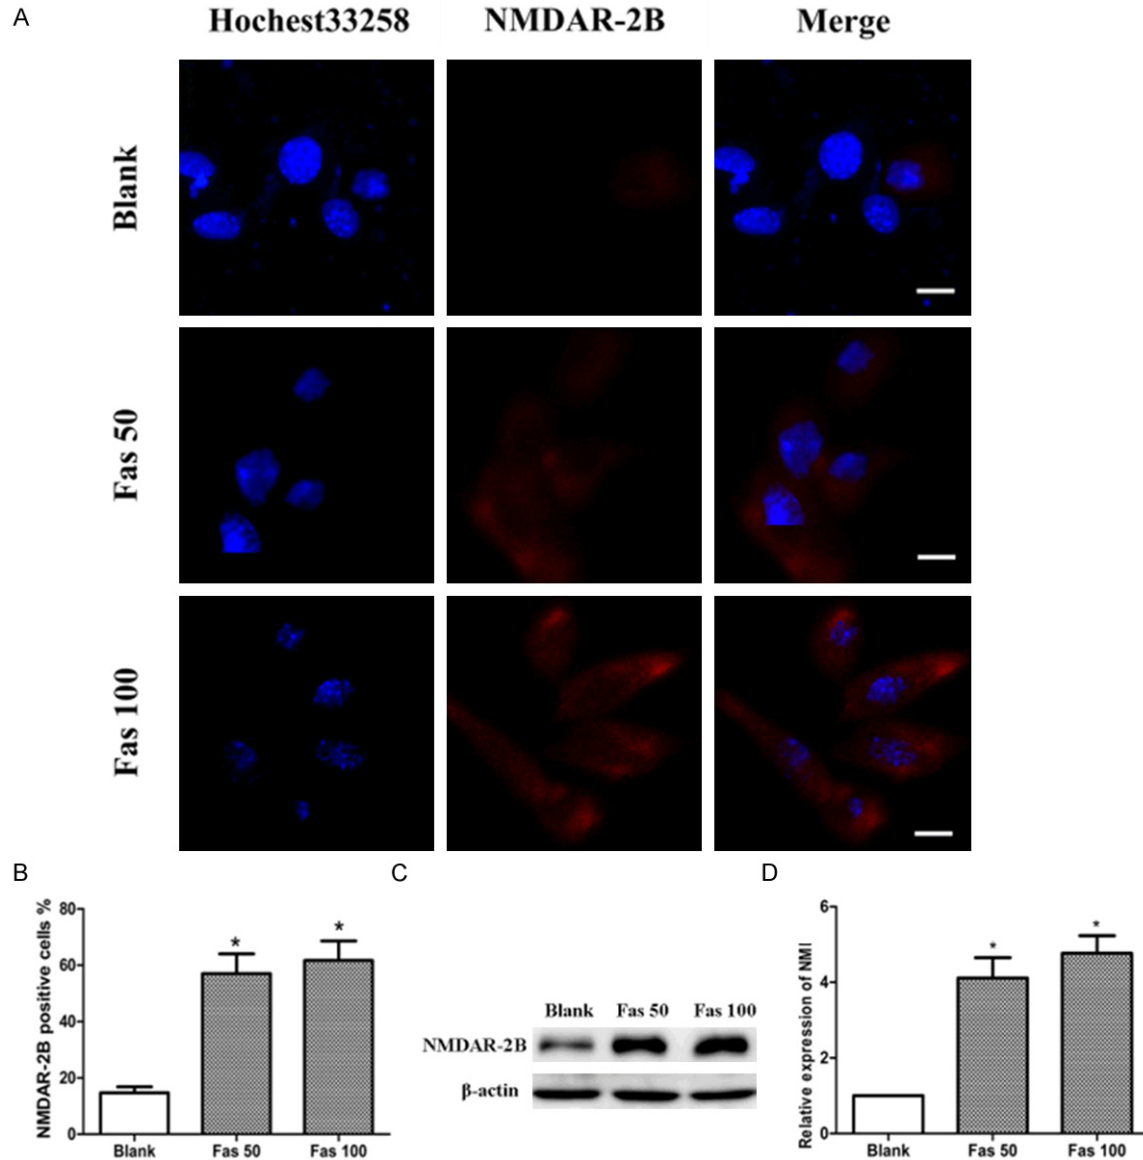 A
Hochest33258 NMDAR-2B Merge
Blank
Fas 50
Fas 100
B
NMDAR-2B positive cells %
80
60
40
20
0
* *
Blank Fas 50 Fas 100
C
Blank Fas 50 Fas 100
NMDAR-2B
β-actin
D
Relative expression of NMI
6
4
2
0
* *
Blank Fas 50 Fas 100